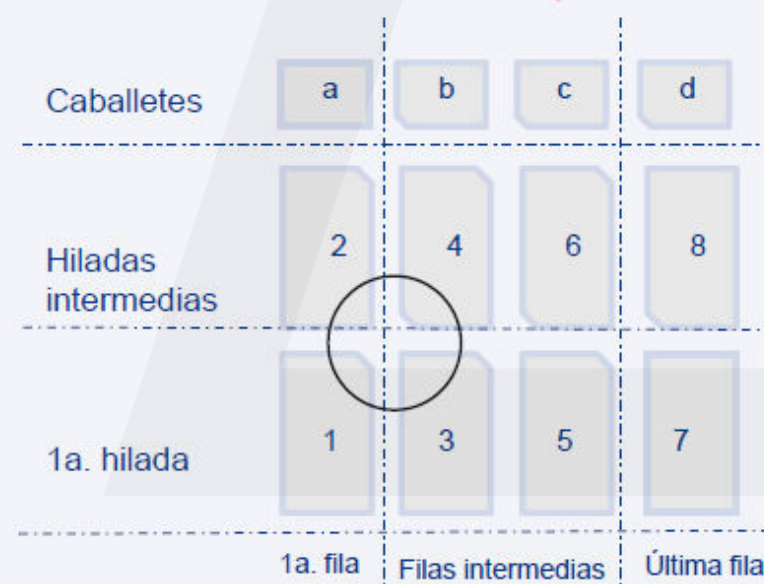 Caballetes a b c d
Hiladas
intermedias 2 4 6 8
1a. hilada 1 3 5 7
1a. fila Filas intermedias Última fila